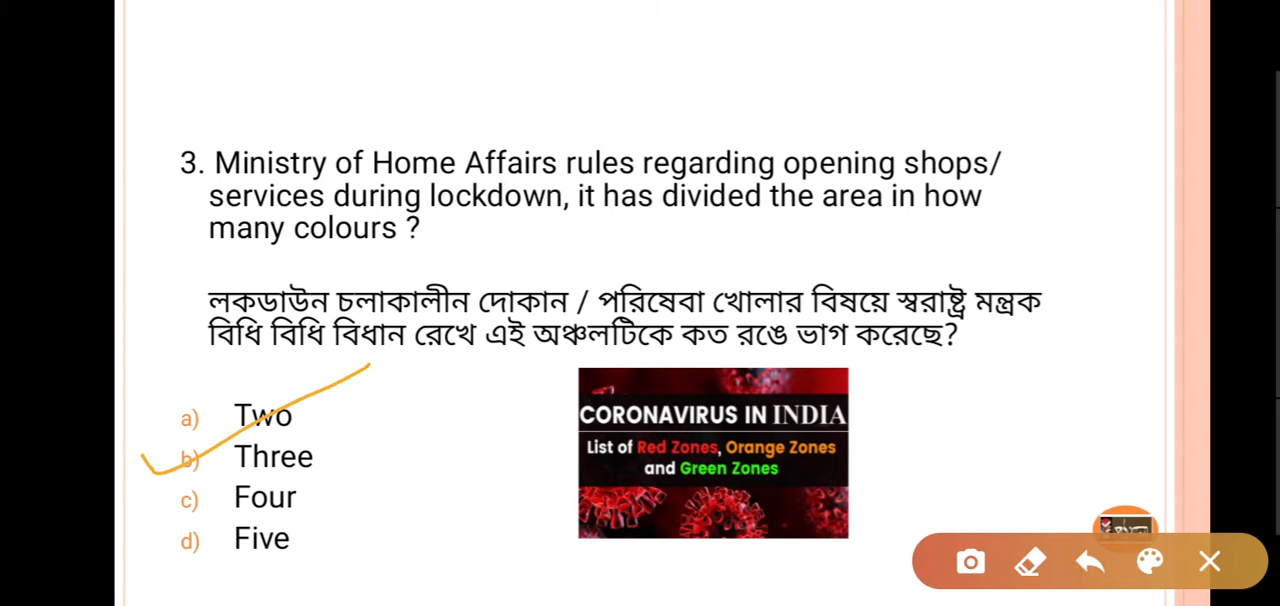 3. Ministry of Home Affairs rules regarding opening shops/
services during lockdown, it has divided the area in how
many colours ?
লকডাউন চলাকালীন দোকান / পরিষেবা খোলার বিষয়ে স্বরাষ্ট্র মন্ত্রক
বিধি বিধি বিধান রেখে এই অঞ্চলটিকে কত রঙে ভাগ করেছে?
a) Two
b) Three
c) Four
d) Five
CORONAVIRUS IN INDIA
List of Red Zones, Orange Zones
and Green Zones